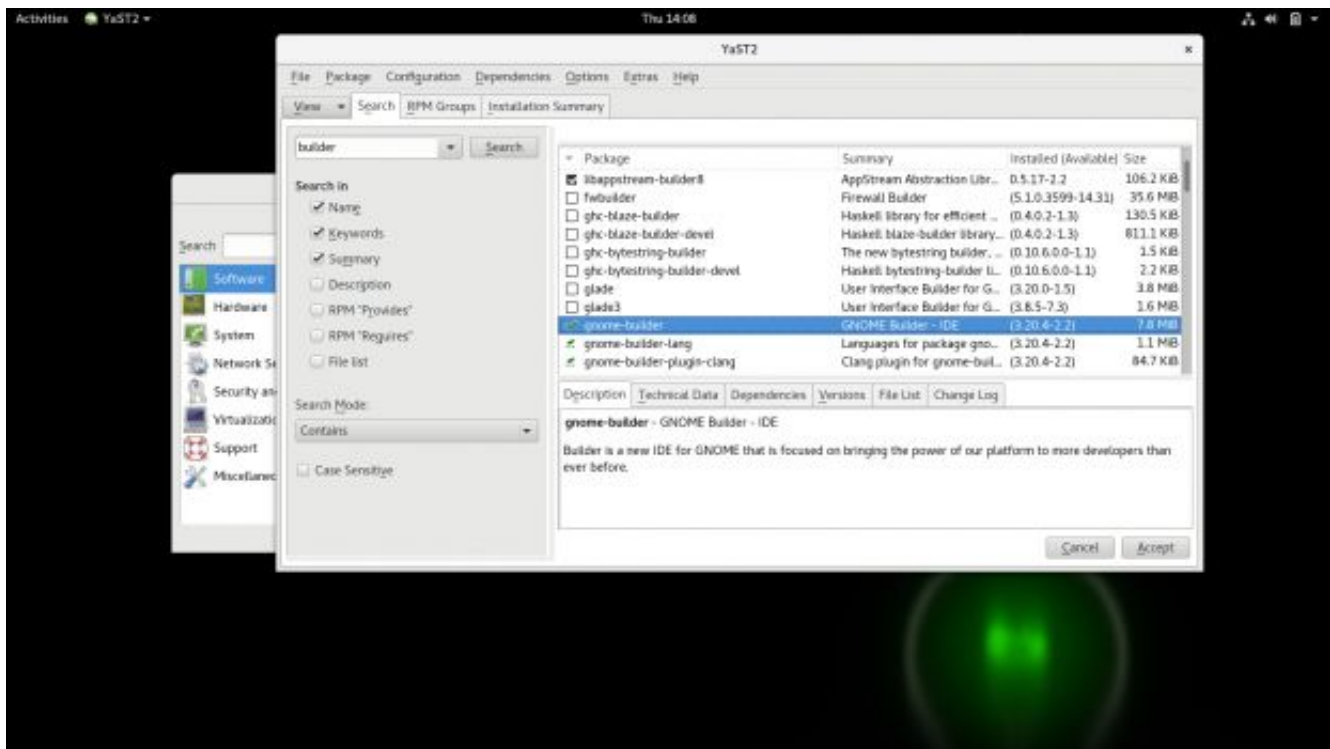 Activities YaST2
Thu 14:08
YaST2
File Package Configuration Dependencies Options Extras Help
View Search RPM Groups Installation Summary
builder Search
Search in
Name
Keywords
Summary
Description
RPM "Provides"
RPM "Requires"
File list
Search Mode:
Contains
Case Sensitive
Package Summary Installed (Available) Size
libappstream-builder8 AppStream Abstraction Libr... 0.5.17-2.2 106.2 KiB
fwbuilder Firewall Builder (5.1.0.3599-14.31) 35.6 MiB
ghc-blaze-builder Haskell library for efficient ... (0.4.0.2-1.3) 130.5 KiB
ghc-blaze-builder-devel Haskell blaze-builder library... (0.4.0.2-1.3) 811.1 KiB
ghc-bytestring-builder The new bytestring builder, ... (0.10.6.0.0-1.1) 1.5 KiB
ghc-bytestring-builder-devel Haskell bytestring-builder li... (0.10.6.0.0-1.1) 2.2 KiB
glade User Interface Builder for G... (3.20.0-1.5) 3.8 MiB
glade3 User Interface Builder for G... (3.8.5-7.3) 1.6 MiB
gnome-builder GNOME Builder - IDE (3.20.4-2.2) 7.8 MiB
gnome-builder-lang Languages for package gno... (3.20.4-2.2) 1.1 MiB
gnome-builder-plugin-clang Clang plugin for gnome-buil... (3.20.4-2.2) 84.7 KiB
Description Technical Data Dependencies Versions File List Change Log
gnome-builder - GNOME Builder - IDE
Builder is a new IDE for GNOME that is focused on bringing the power of our platform to more developers than
ever before.
Cancel Accept
Search
Software
Hardware
System
Network Se
Security an
Virtualizatio
Support
Miscellaneo